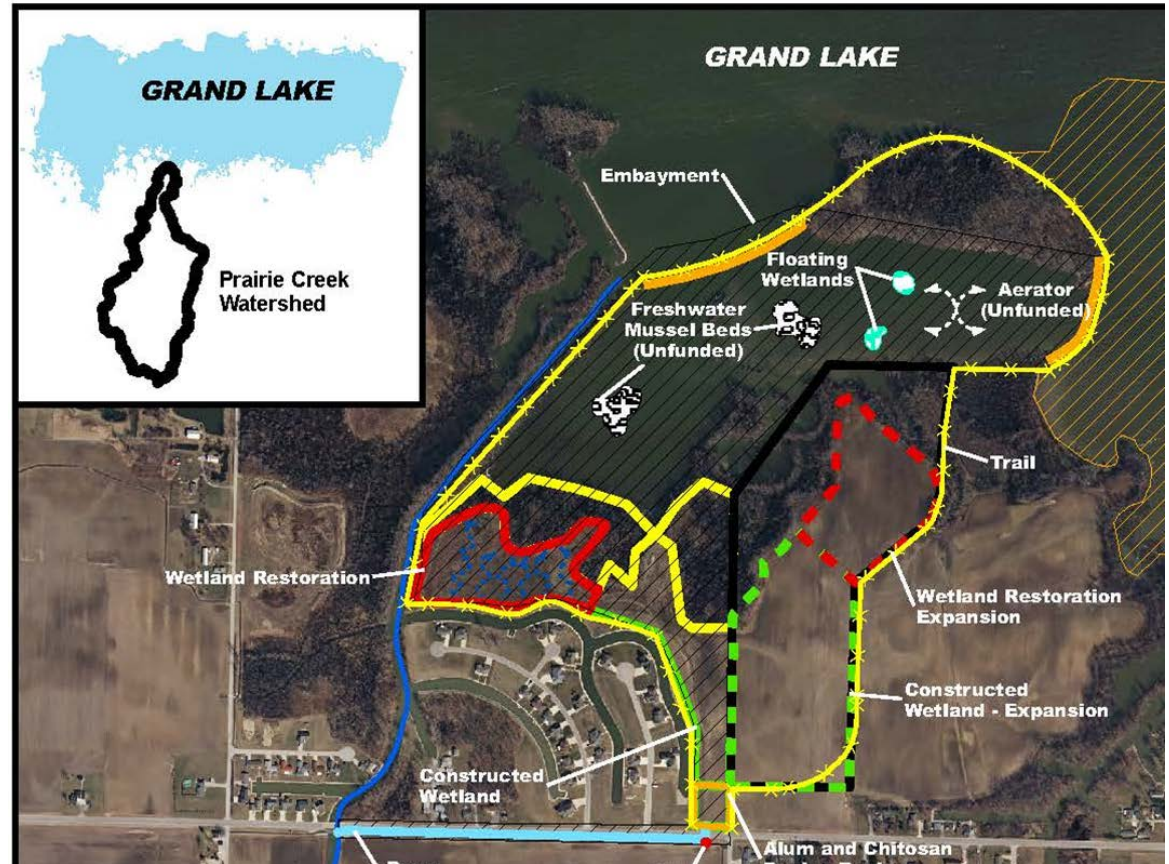 GRAND LAKE
Prairie Creek
Watershed
GRAND LAKE
Embayment
Floating
Wetlands
Aerator
(Unfunded)
Freshwater
Mussel Beds
(Unfunded)
Trail
Wetland Restoration
Wetland Restoration
Expansion
Constructed
Wetland - Expansion
Constructed
Wetland
Alum and Chitosan